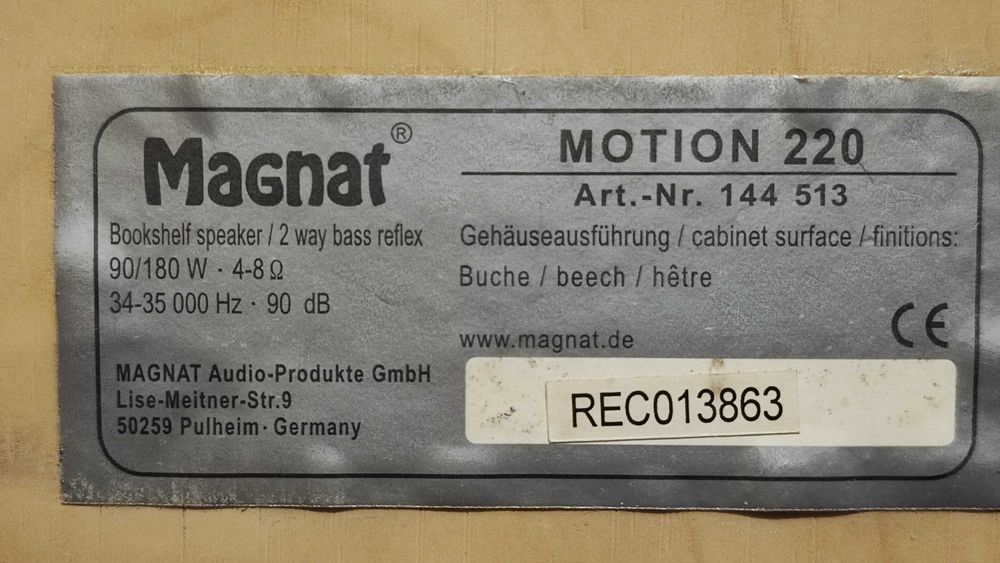 Magnat®
Bookshelf speaker / 2 way bass reflex
90/180 W · 4-8 Ω
34-35 000 Hz · 90 dB
MAGNAT Audio-Produkte GmbH
Lise-Meitner-Str.9
50259 Pulheim · Germany
MOTION 220
Art.-Nr. 144 513
Gehäuseausführung / cabinet surface / finitions:
Buche / beech / hêtre
www.magnat.de
CE
REC013863